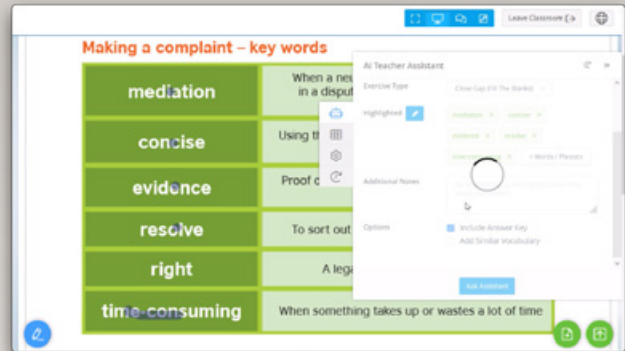 Leave Classroom
Making a complaint – key words
mediation
When a neu
in a disput
concise
Using th
evidence
Proof o
resolve
To sort out
right
A lega
time-consuming
When something takes up or wastes a lot of time
AI Teacher Assistant
Exercise Type
Close Gap (Fill The Blanks)
Highlighted
mediation ×
concise ×
evidence ×
resolve ×
+ Words / Phrases
Additional Notes
Options
Include Answer Key
Add Similar Vocabulary
Ask Assistant